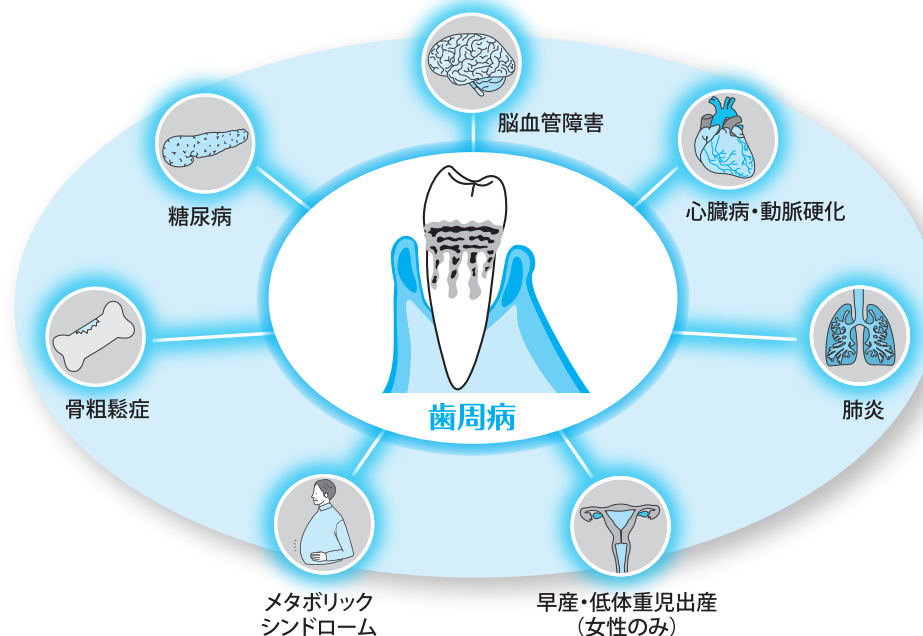 脳血管障害
心臓病・動脈硬化
糖尿病
肺炎
骨粗鬆症
歯周病
メタボリック
シンドローム
早産・低体重児出産
(女性のみ)